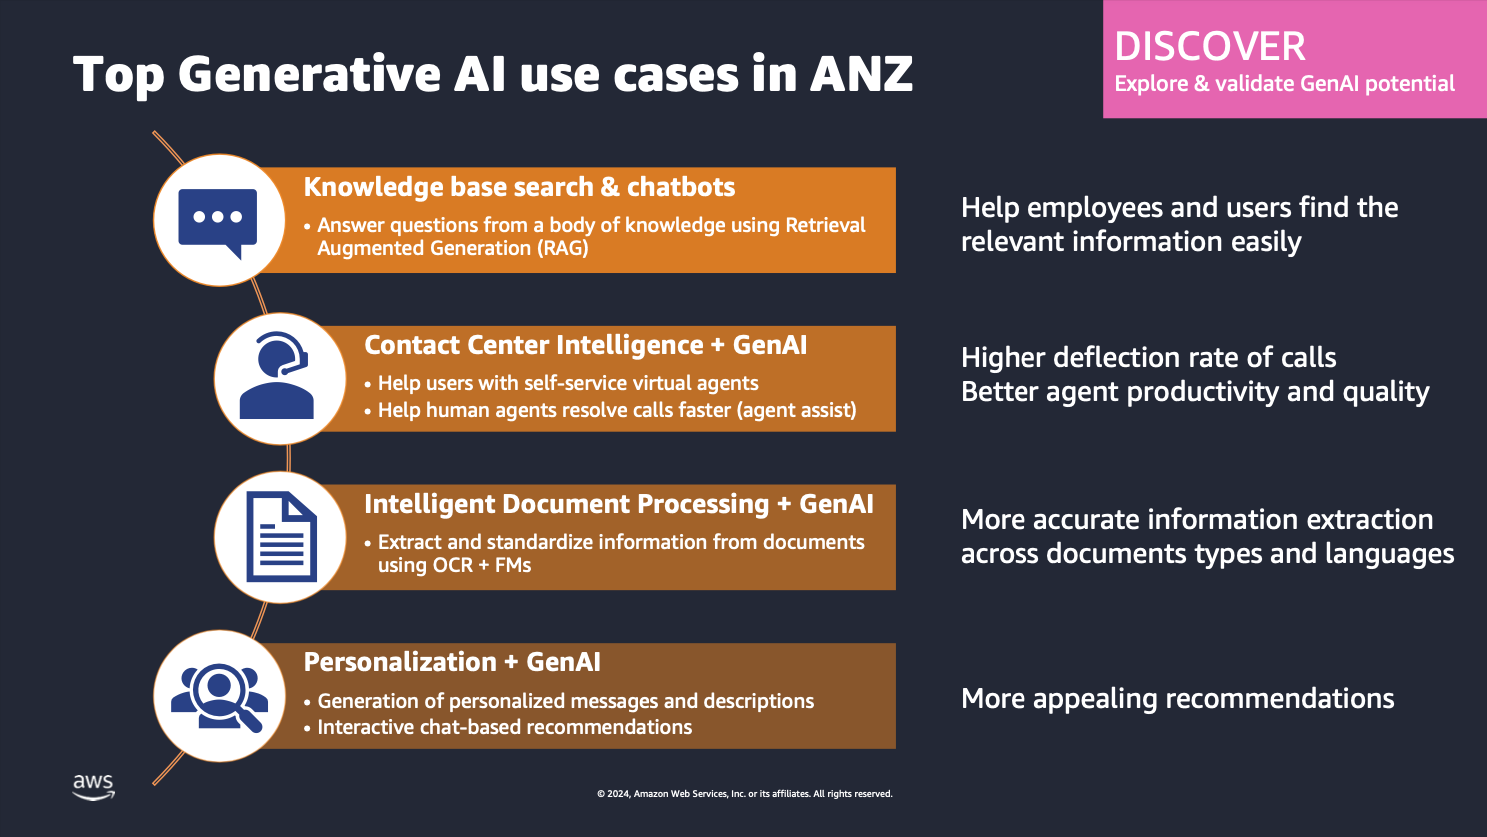 Top Generative AI use cases in ANZ
DISCOVER
Explore & validate GenAI potential
Knowledge base search & chatbots
• Answer questions from a body of knowledge using Retrieval
Augmented Generation (RAG)
Help employees and users find the
relevant information easily
Contact Center Intelligence + GenAI
• Help users with self-service virtual agents
• Help human agents resolve calls faster (agent assist)
Higher deflection rate of calls
Better agent productivity and quality
Intelligent Document Processing + GenAI
• Extract and standardize information from documents
using OCR + FMs
More accurate information extraction
across documents types and languages
Personalization + GenAI
• Generation of personalized messages and descriptions
• Interactive chat-based recommendations
More appealing recommendations
aws
© 2024, Amazon Web Services, Inc. or its affiliates. All rights reserved.